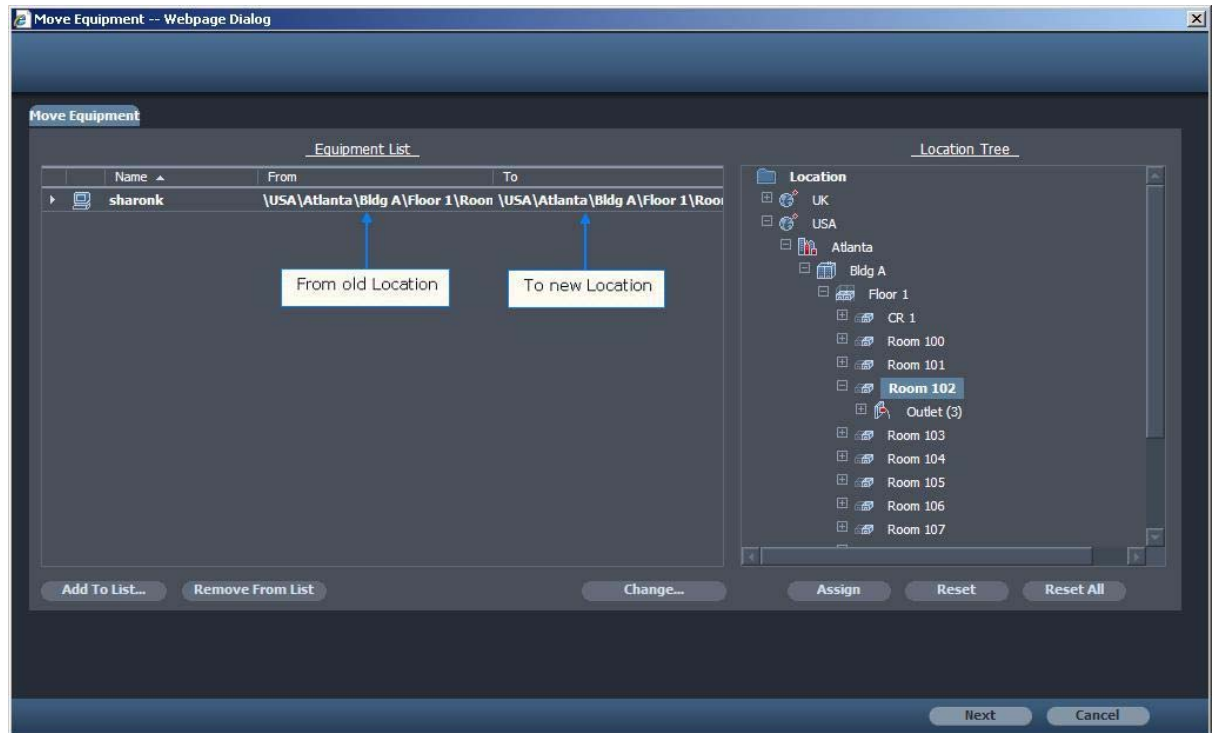 Move Equipment -- Webpage Dialog
Move Equipment
Equipment List
Name From To
sharonk \USA\Atlanta\Bldg A\Floor 1\Roon \USA\Atlanta\Bldg A\Floor 1\Roo
From old Location
To new Location
Location Tree
Location
UK
USA
Atlanta
Bldg A
Floor 1
CR 1
Room 100
Room 101
Room 102
Outlet (3)
Room 103
Room 104
Room 105
Room 106
Room 107
Add To List... Remove From List Change... Assign Reset Reset All
Next Cancel